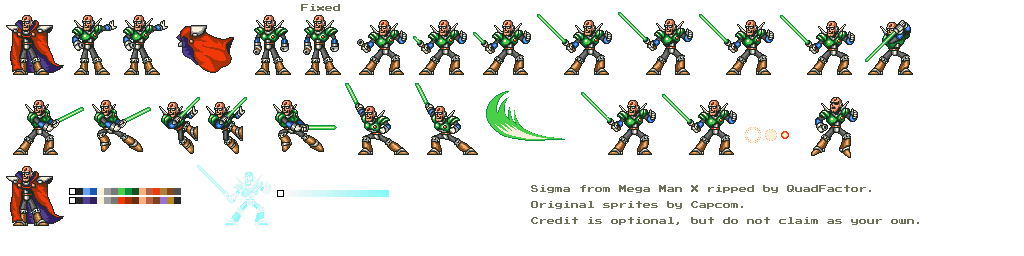 Fixed
Sigma from Mega Man X ripped by QuadFactor.
Original sprites by Capcom.
Credit is optional, but do not claim as your own.